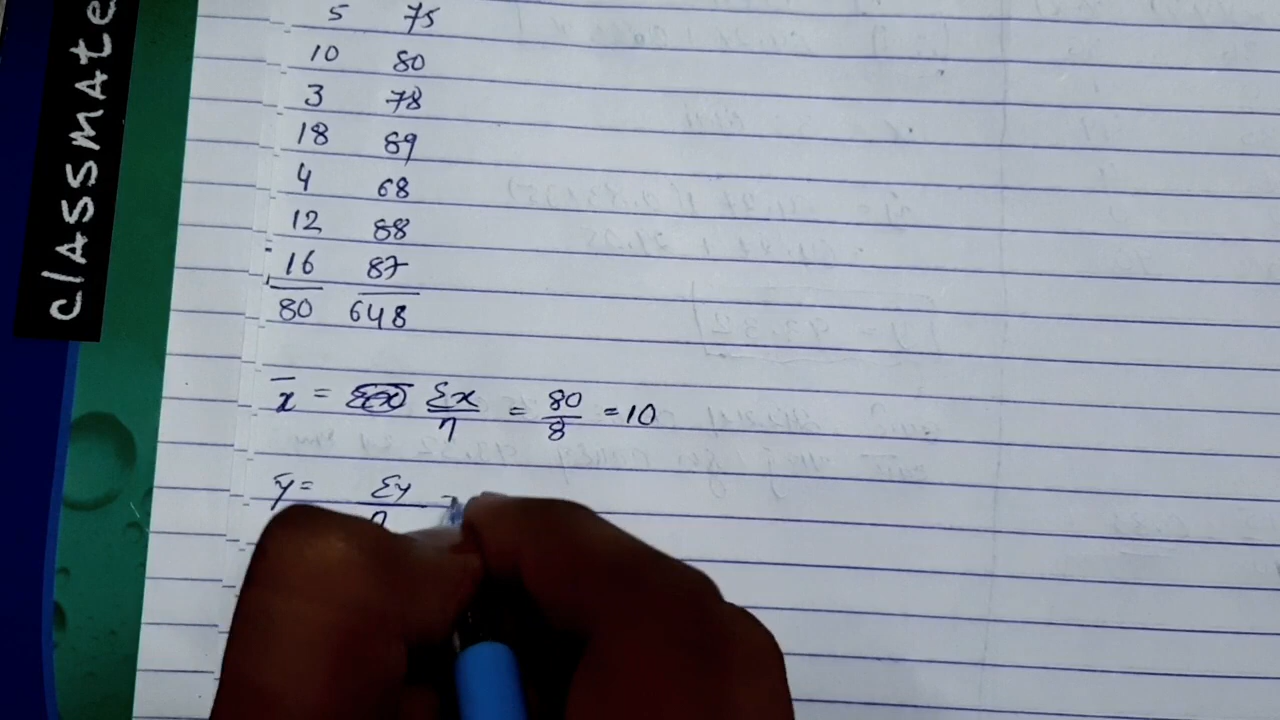 CLASSMATE
5 75
10 80
3 78
18 89
4 68
12 88
16 87
80 648
x̄ = Σx/n = 80/8 = 10
ȳ = Σy/n